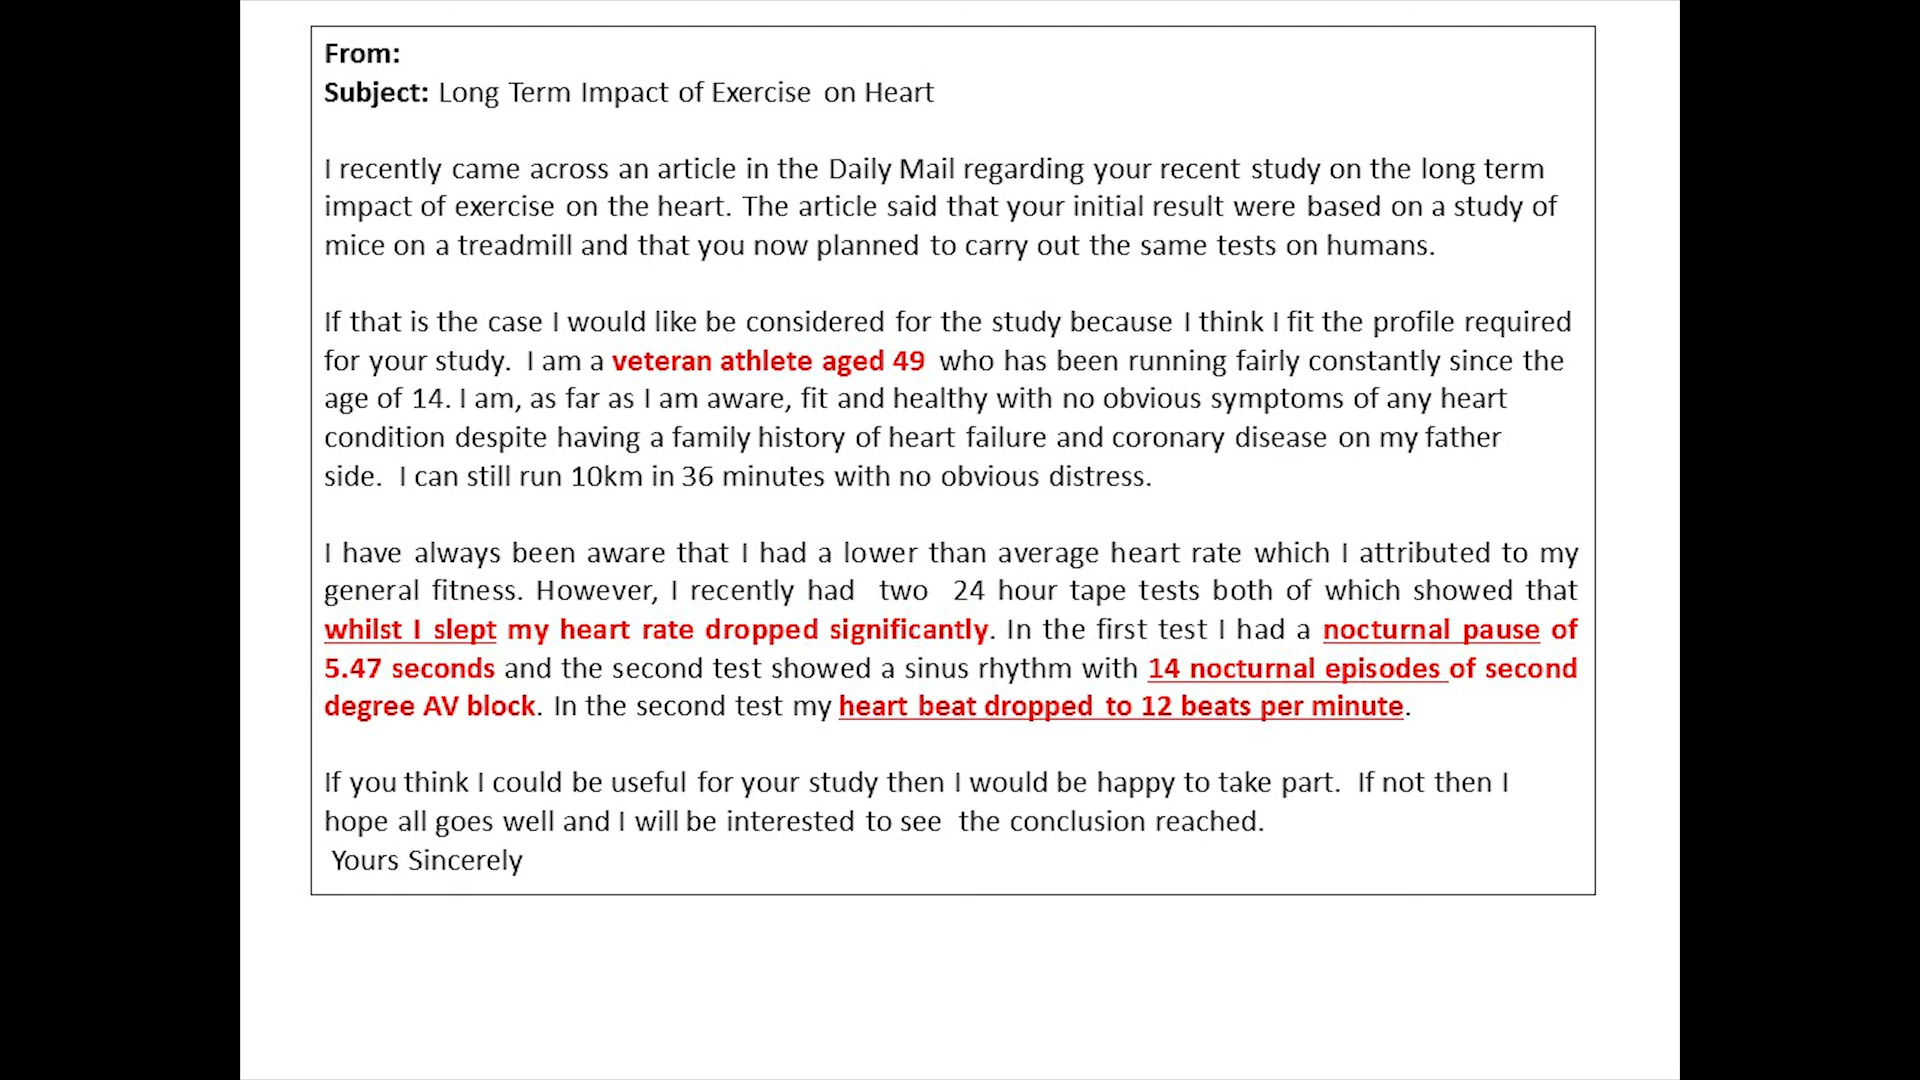 From:
Subject: Long Term Impact of Exercise on Heart
I recently came across an article in the Daily Mail regarding your recent study on the long term
impact of exercise on the heart. The article said that your initial result were based on a study of
mice on a treadmill and that you now planned to carry out the same tests on humans.
If that is the case I would like be considered for the study because I think I fit the profile required
for your study. I am a veteran athlete aged 49 who has been running fairly constantly since the
age of 14. I am, as far as I am aware, fit and healthy with no obvious symptoms of any heart
condition despite having a family history of heart failure and coronary disease on my father
side. I can still run 10km in 36 minutes with no obvious distress.
I have always been aware that I had a lower than average heart rate which I attributed to my
general fitness. However, I recently had two 24 hour tape tests both of which showed that
whilst I slept my heart rate dropped significantly. In the first test I had a nocturnal pause of
5.47 seconds and the second test showed a sinus rhythm with 14 nocturnal episodes of second
degree AV block. In the second test my heart beat dropped to 12 beats per minute.
If you think I could be useful for your study then I would be happy to take part. If not then I
hope all goes well and I will be interested to see the conclusion reached.
Yours Sincerely